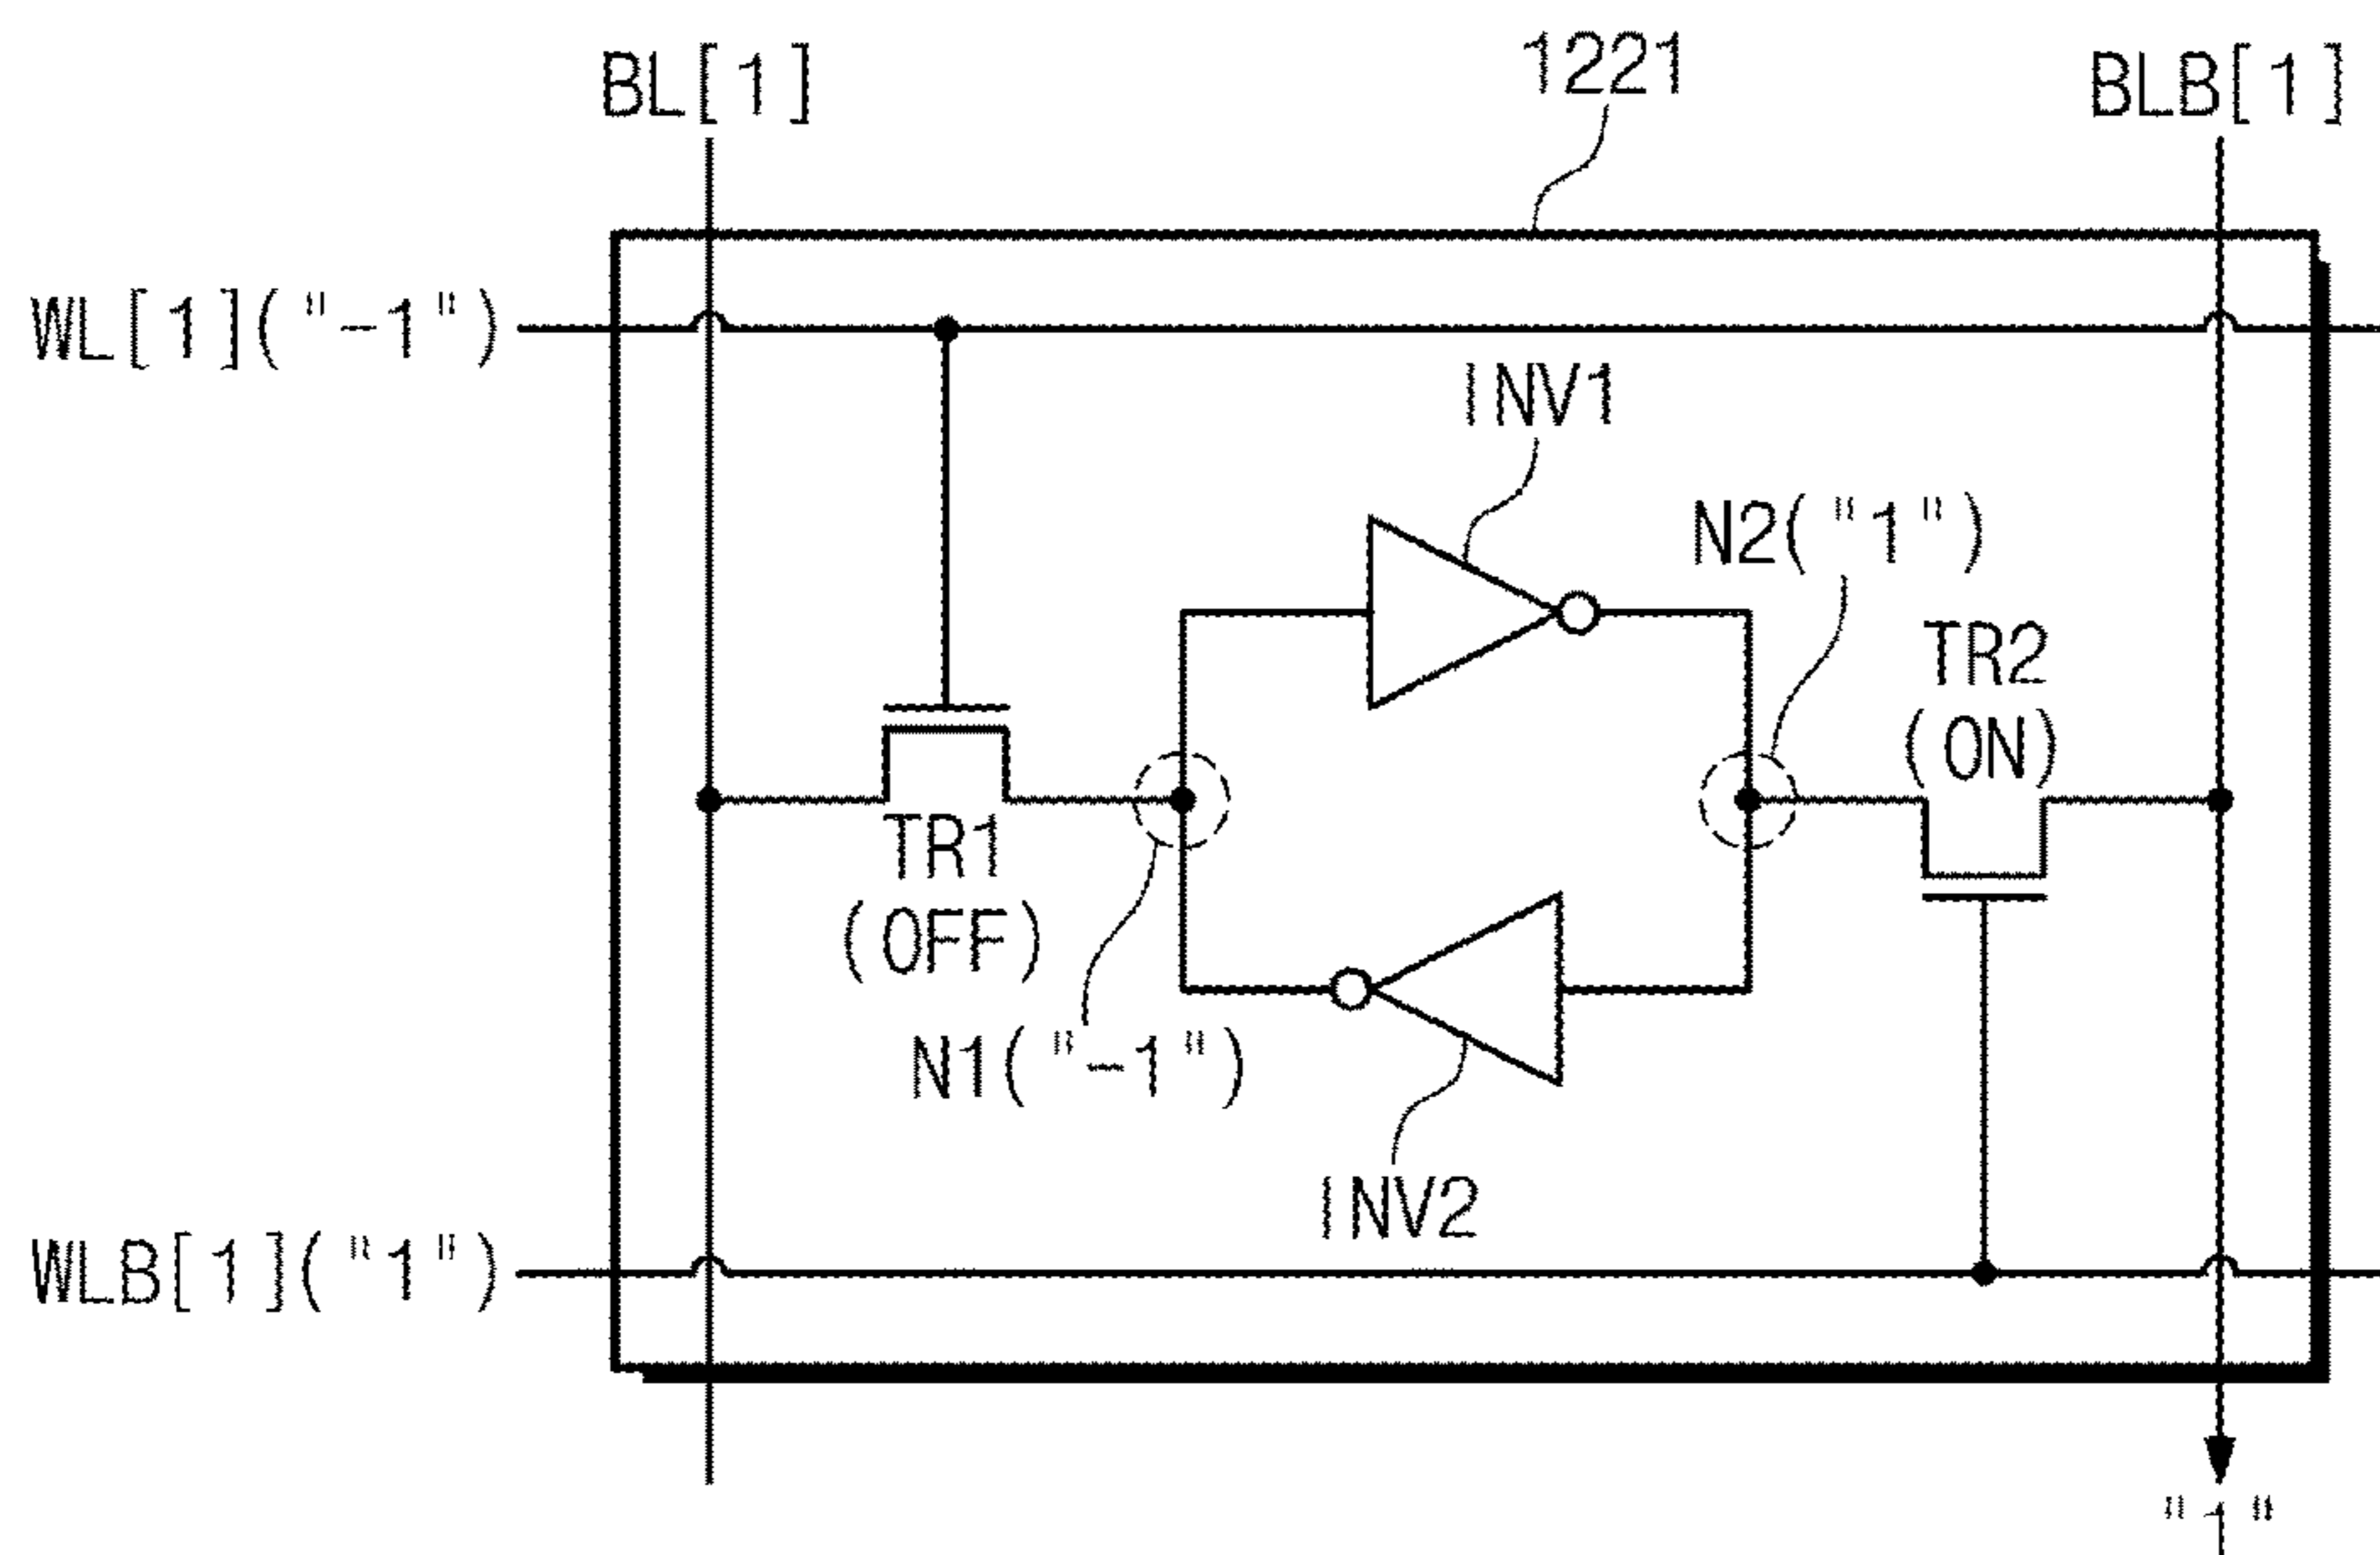 BL[1]
1221
BLB[1]
WL[1]("-1")
INV1
N2("1")
TR2
(ON)
TR1
(OFF)
N1("-1")
INV2
WLB[1]("1")
"1"